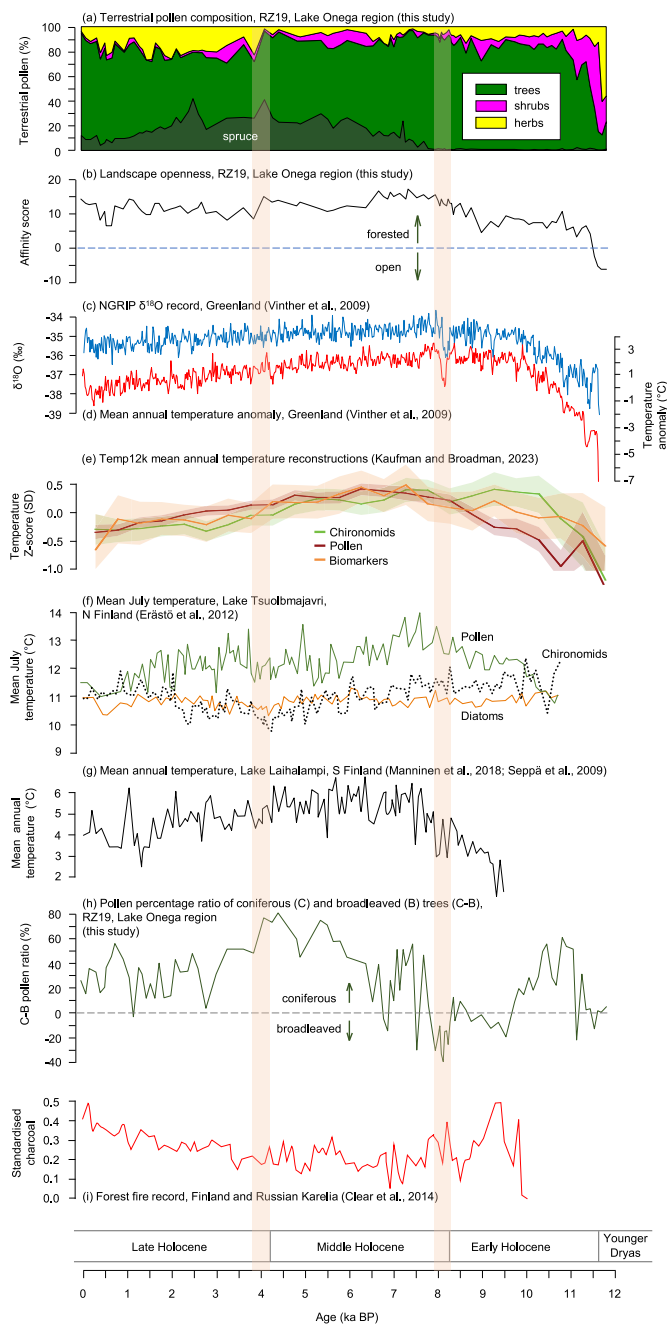 (a) Terrestrial pollen composition, RZ19, Lake Onega region (this study)
Terrestrial pollen (%)
100
80
60
40
20
0
trees
shrubs
herbs
spruce
(b) Landscape openness, RZ19, Lake Onega region (this study)
Affinity score
20
10
0
-10
forested
open
(c) NGRIP δ18O record, Greenland (Vinther et al., 2009)
δ18O (‰)
-34
-35
-36
-37
-38
-39
3
1
-1
-3
-5
-7
Temperature
anomaly (°C)
(d) Mean annual temperature anomaly, Greenland (Vinther et al., 2009)
(e) Temp12k mean annual temperature reconstructions (Kaufman and Broadman, 2023)
Temperature
Z-score (SD)
0.5
0.0
-0.5
-1.0
Chironomids
Pollen
Biomarkers
(f) Mean July temperature, Lake Tsuolbmajavri,
N Finland (Erästö et al., 2012)
Mean July
temperature (°C)
14
13
12
11
10
9
Pollen
Chironomids
Diatoms
(g) Mean annual temperature, Lake Laihalampi, S Finland (Manninen et al., 2018; Seppä et al., 2009)
Mean annual
temperature (°C)
6
5
4
3
2
(h) Pollen percentage ratio of coniferous (C) and broadleaved (B) trees (C-B),
RZ19, Lake Onega region
(this study)
C-B pollen ratio (%)
80
60
40
20
0
-20
-40
coniferous
broadleaved
Standardised
charcoal
0.5
0.4
0.3
0.2
0.1
0.0
(i) Forest fire record, Finland and Russian Karelia (Clear et al., 2014)
Late Holocene
Middle Holocene
Early Holocene
Younger
Dryas
0 1 2 3 4 5 6 7 8 9 10 11 12
Age (ka BP)